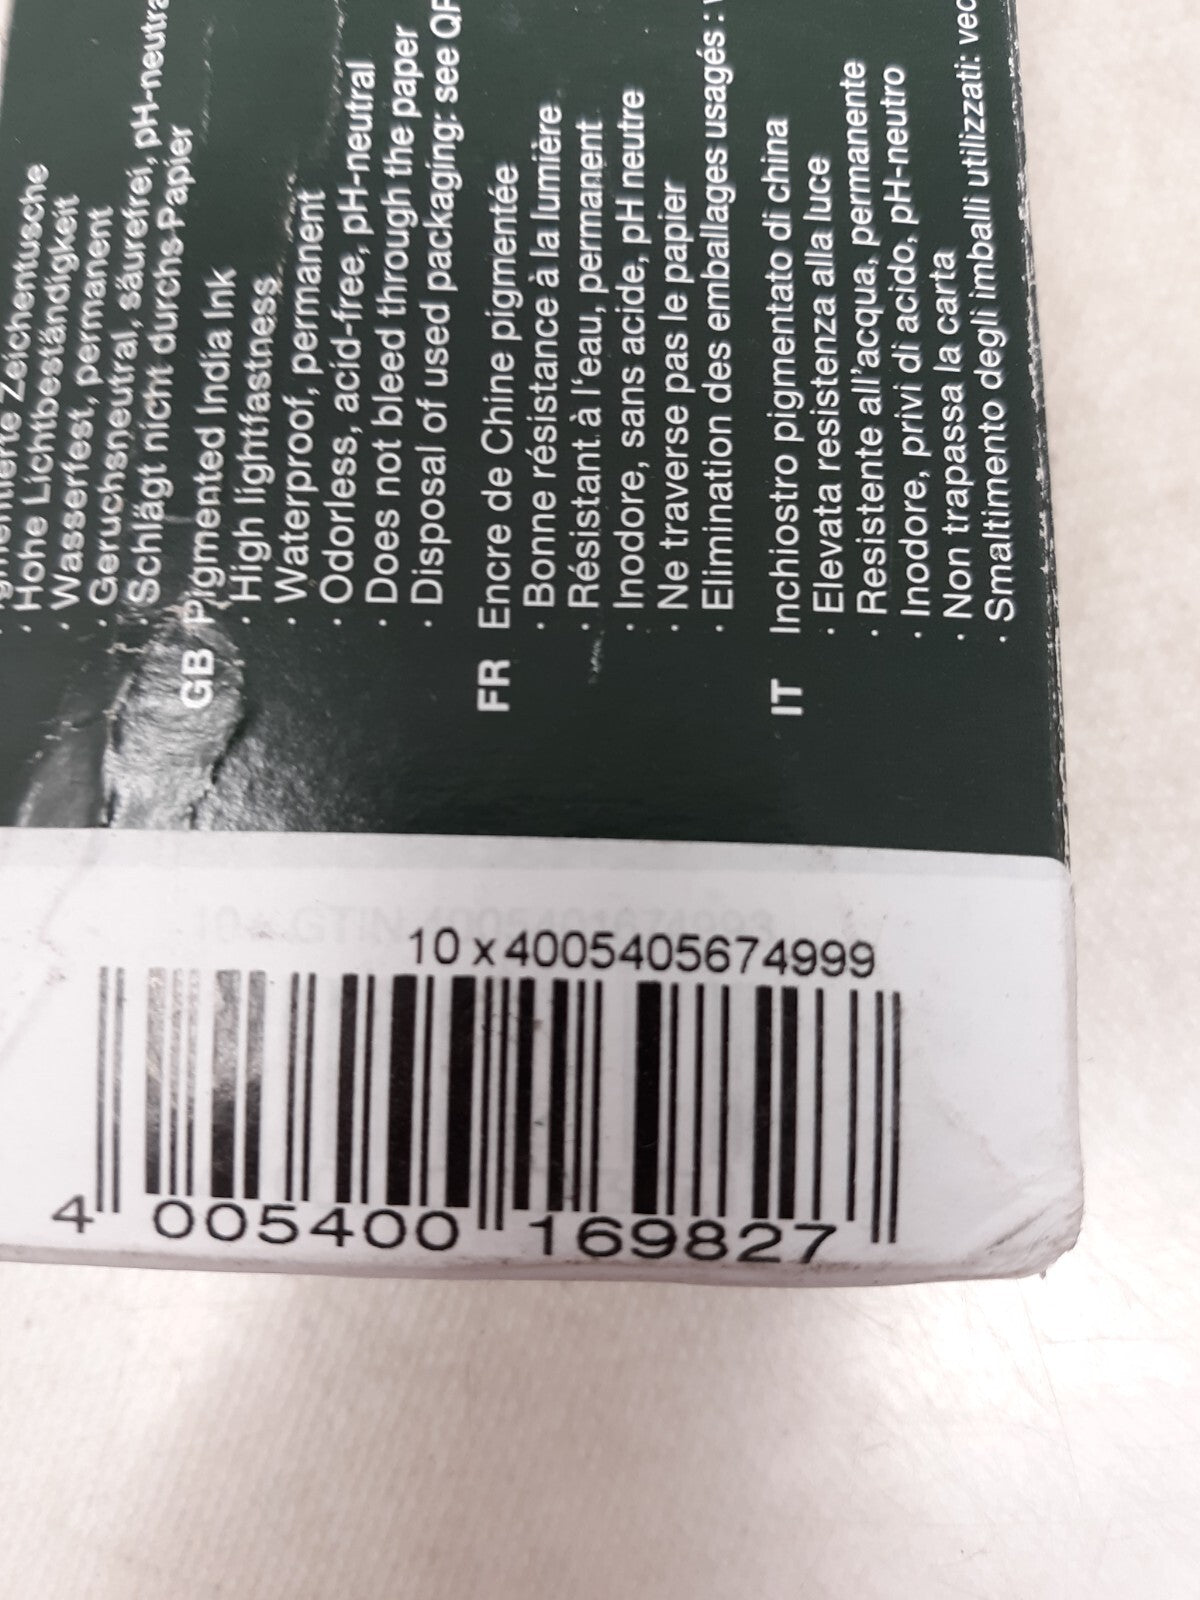 Zeichentusche
· Hohe Lichtbeständigkeit
· Wasserfest, permanent
· Geruchsneutral, säurefrei, pH-neutra
· Schlägt nicht durchs Papier
GB Pigmented India Ink
· High lightfastness
· Waterproof, permanent
· Odorless, acid-free, pH-neutral
· Does not bleed through the paper
· Disposal of used packaging: see QR
FR Encre de Chine pigmentée
· Bonne résistance à la lumière
· Résistant à l'eau, permanent
· Inodore, sans acide, pH neutre
· Ne traverse pas le papier
· Elimination des emballages usagés :
IT Inchiostro pigmentato di china
· Elevata resistenza alla luce
· Resistente all'acqua, permanente
· Inodore, privi di acido, pH-neutro
· Non trapassa la carta
· Smaltimento degli imballi utilizzati:
10 x 4005405674999
4 005400 169827